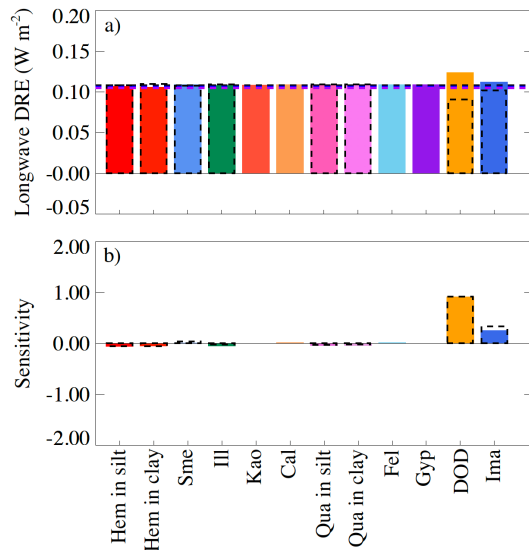 a)
Longwave DRE (W m⁻²)
0.20
0.10
0.05
-0.00
-0.05
b)
Sensitivity
2.00
1.00
0.00
-1.00
-2.00
Hem in silt
Hem in clay
Sme
Ill
Kao
Cal
Qua in silt
Qua in clay
Fel
Gyp
DOD
Ima